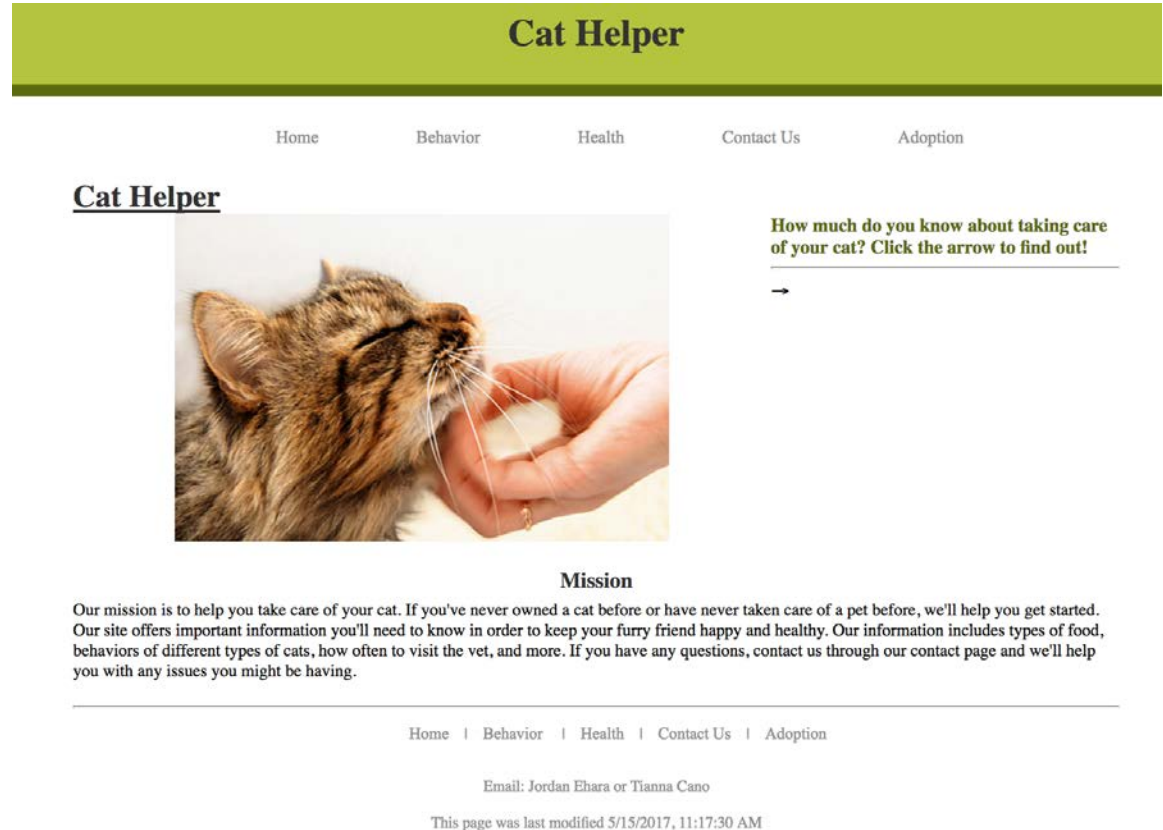 Cat Helper
Home Behavior Health Contact Us Adoption
Cat Helper
How much do you know about taking care
of your cat? Click the arrow to find out!
→
Mission
Our mission is to help you take care of your cat. If you've never owned a cat before or have never taken care of a pet before, we'll help you get started.
Our site offers important information you'll need to know in order to keep your furry friend happy and healthy. Our information includes types of food,
behaviors of different types of cats, how often to visit the vet, and more. If you have any questions, contact us through our contact page and we'll help
you with any issues you might be having.
Home | Behavior | Health | Contact Us | Adoption
Email: Jordan Ehara or Tianna Cano
This page was last modified 5/15/2017, 11:17:30 AM